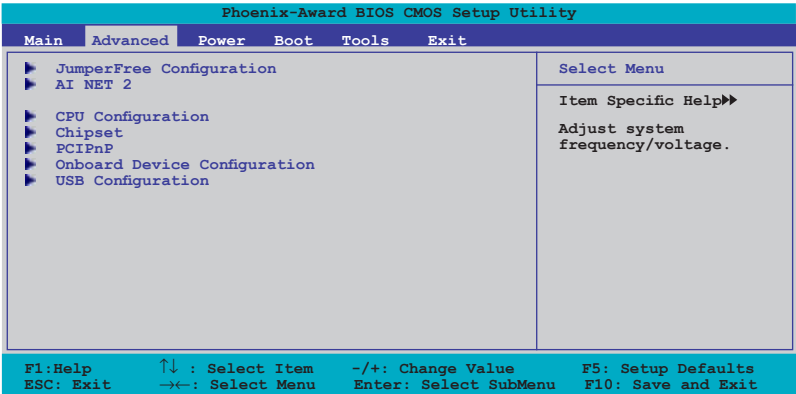 Phoenix-Award BIOS CMOS Setup Utility
Main Advanced Power Boot Tools Exit
JumperFree Configuration
AI NET 2
CPU Configuration
Chipset
PCIPnP
Onboard Device Configuration
USB Configuration
Select Menu
Item Specific Help
Adjust system
frequency/voltage.
F1:Help ↑↓ : Select Item -/+: Change Value F5: Setup Defaults
ESC: Exit →←: Select Menu Enter: Select SubMenu F10: Save and Exit